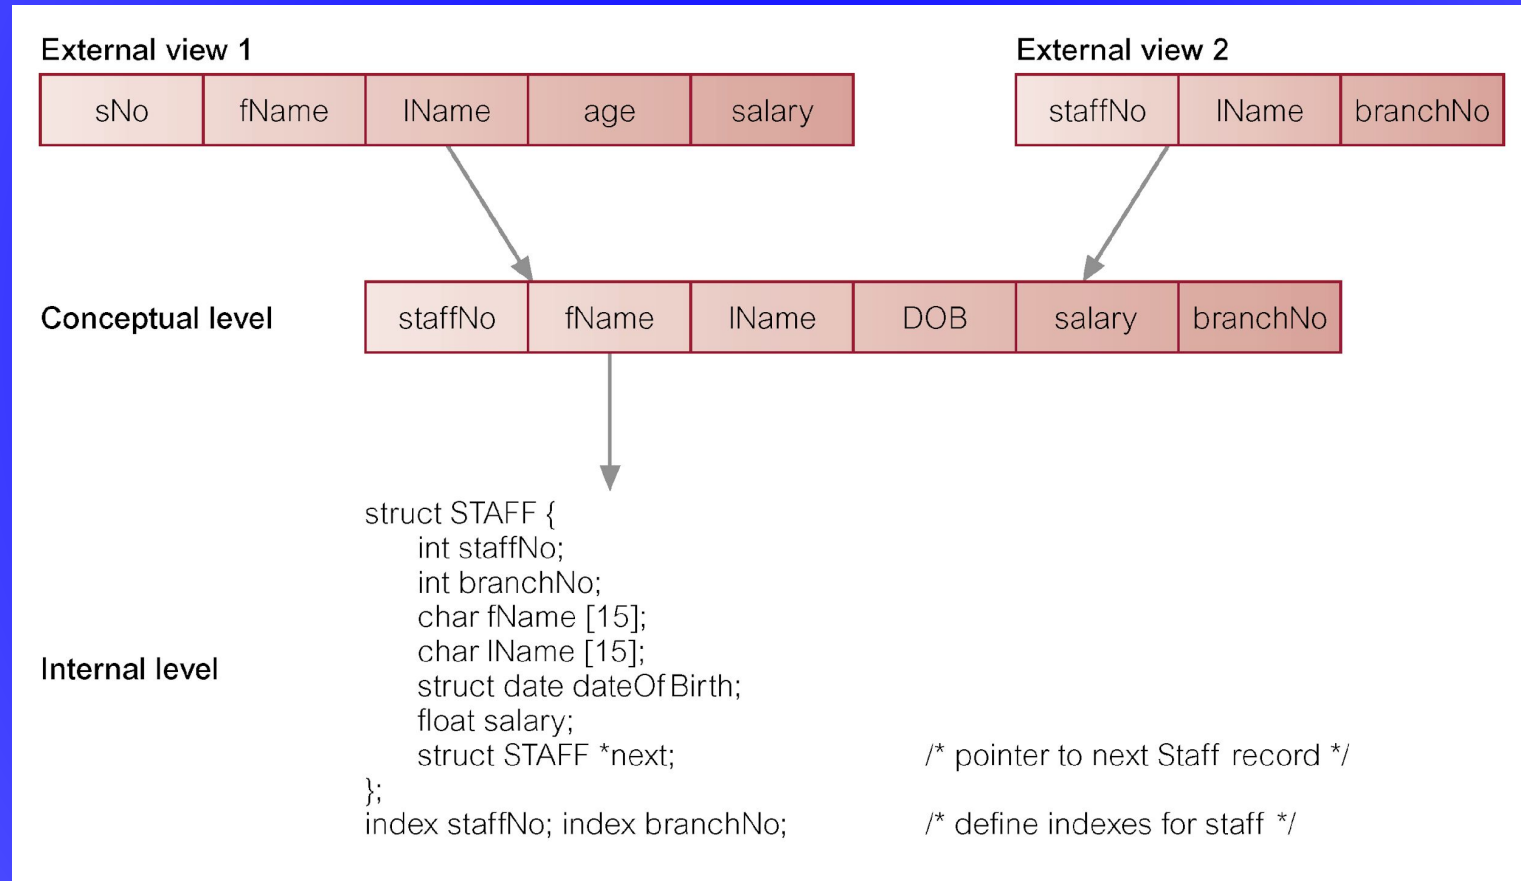 External view 1
External view 2
sNo fName lName age salary
staffNo lName branchNo
Conceptual level
staffNo fName lName DOB salary branchNo
Internal level
struct STAFF {
int staffNo;
int branchNo;
char fName [15];
char lName [15];
struct date dateOfBirth;
float salary;
struct STAFF *next; /* pointer to next Staff record */
};
index staffNo; index branchNo; /* define indexes for staff */